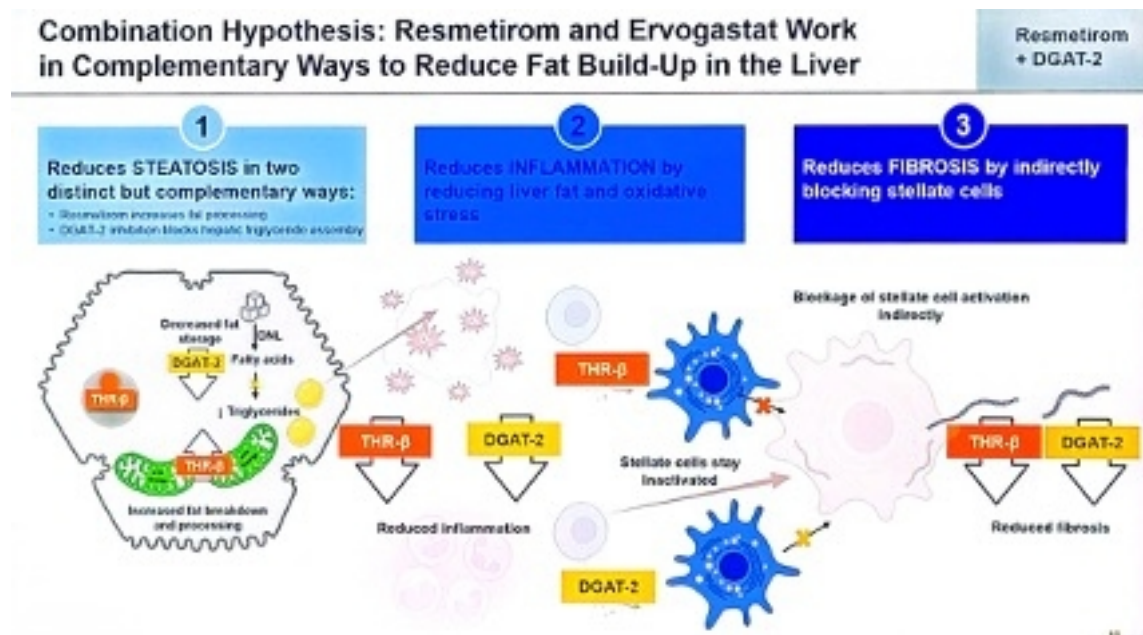 Combination Hypothesis: Resmetirom and Ervogastat Work
in Complementary Ways to Reduce Fat Build-Up in the Liver
Resmetirom
+ DGAT-2
1
Reduces STEATOSIS in two
distinct but complementary ways:
• Resmetirom increases fat processing
• DGAT-2 inhibition blocks hepatic triglyceride assembly
2
Reduces INFLAMMATION by
reducing liver fat and oxidative
stress
3
Reduces FIBROSIS by indirectly
blocking stellate cells
Decreased fat
storage
DNL
DGAT-2
Fatty acids
THR-β
↓ Triglycerides
THR-β
Increased fat breakdown
and processing
THR-β
DGAT-2
Reduced inflammation
THR-β
Stellate cells stay
inactivated
DGAT-2
Blockage of stellate cell activation
indirectly
THR-β
DGAT-2
Reduced fibrosis